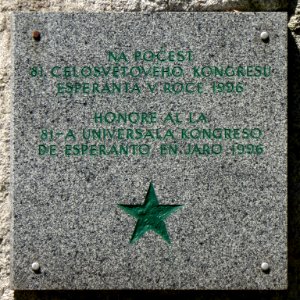 NA POČEST
81. CELOSVĚTOVÉHO KONGRESU
ESPERANTA V ROCE 1996
HONORE AL LA
81-A UNIVERSALA KONGRESO
DE ESPERANTO EN JARO 1996